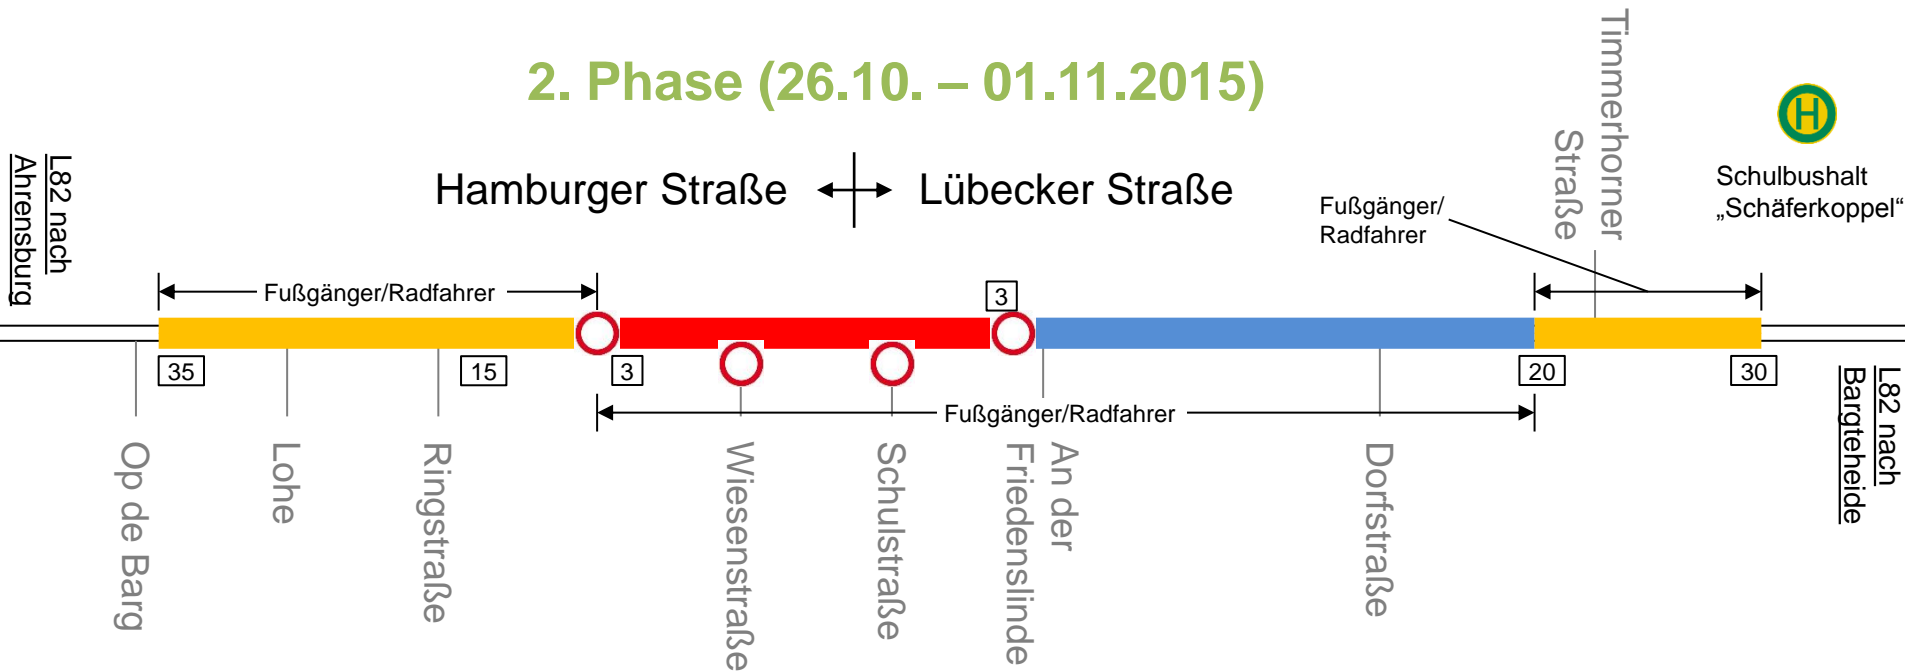 2. Phase (26.10. – 01.11.2015)
Timmerhorner
Straße
H
Schulbushalt
„Schäferkoppel“
L82 nach
Ahrensburg
Hamburger Straße
Lübecker Straße
Fußgänger/
Radfahrer
Fußgänger/Radfahrer
3
35
15
3
20
30
Fußgänger/Radfahrer
L82 nach
Bargteheide
Op de Barg
Lohe
Ringstraße
Wiesenstraße
Schulstraße
An der
Friedenslinde
Dorfstraße